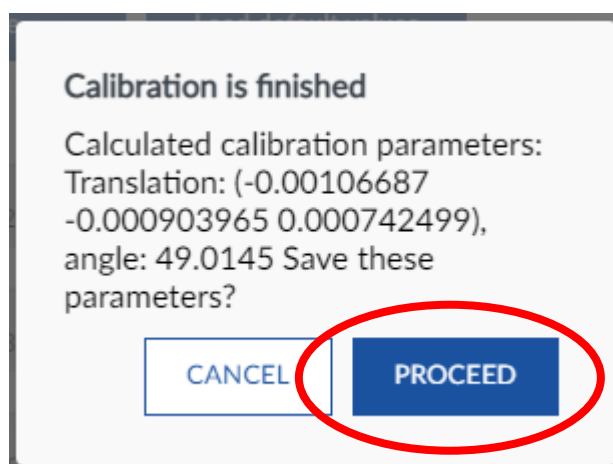 Calibration is finished
Calculated calibration parameters:
Translation: (-0.00106687
-0.000903965 0.000742499),
angle: 49.0145 Save these
parameters?
CANCEL
PROCEED